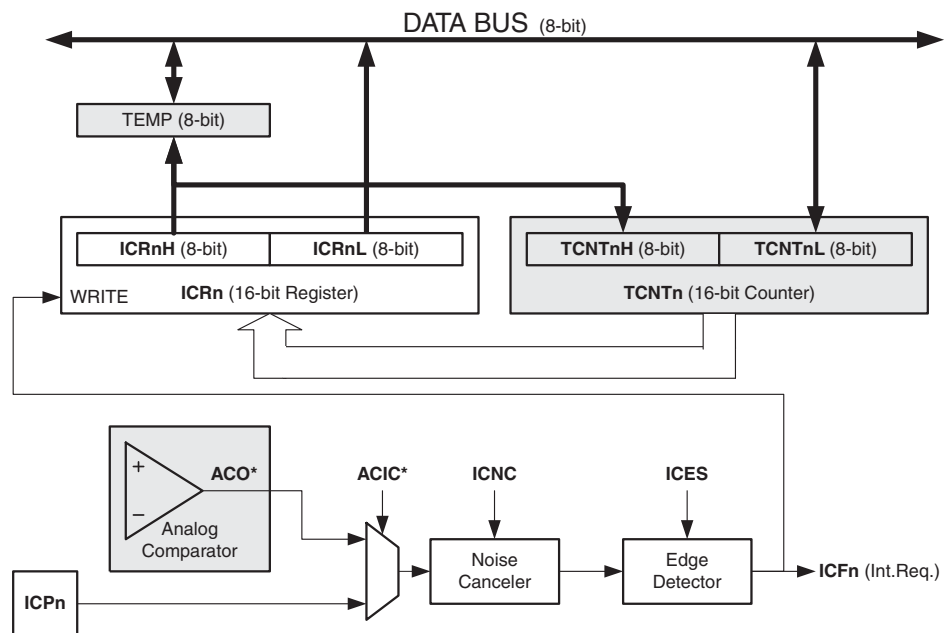 DATA BUS (8-bit)
TEMP (8-bit)
ICRnH (8-bit) ICRnL (8-bit) TCNTnH (8-bit) TCNTnL (8-bit)
WRITE ICRn (16-bit Register) TCNTn (16-bit Counter)
+
−
ACO* ACIC* ICNC ICES
Analog
Comparator
Noise
Canceler
Edge
Detector
ICFn (Int.Req.)
ICPn